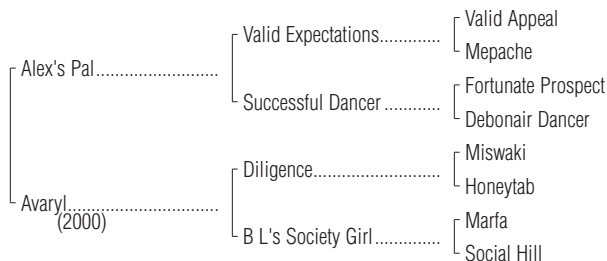 Valid Appeal
Valid Expectations.............
Mepache
Alex's Pal..........................
Fortunate Prospect
Successful Dancer ............
Debonair Dancer
Miswaki
Diligence...........................
Honeytab
Avaryl................................
(2000)
Marfa
B L's Society Girl..............
Social Hill